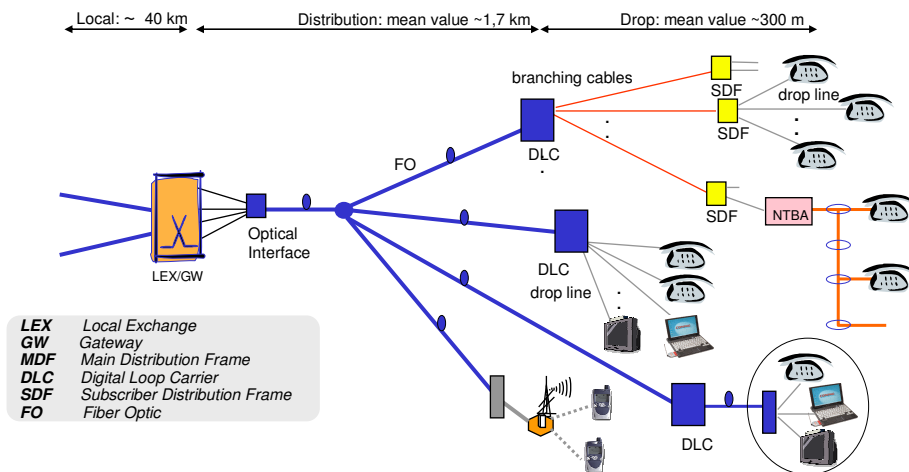 Local: ~ 40 km
Distribution: mean value ~1,7 km
Drop: mean value ~300 m
branching cables
SDF
drop line
SDF
DLC
FO
SDF
NTBA
Optical
Interface
LEX/GW
DLC
drop line
LEX Local Exchange
GW Gateway
MDF Main Distribution Frame
DLC Digital Loop Carrier
SDF Subscriber Distribution Frame
FO Fiber Optic
DLC